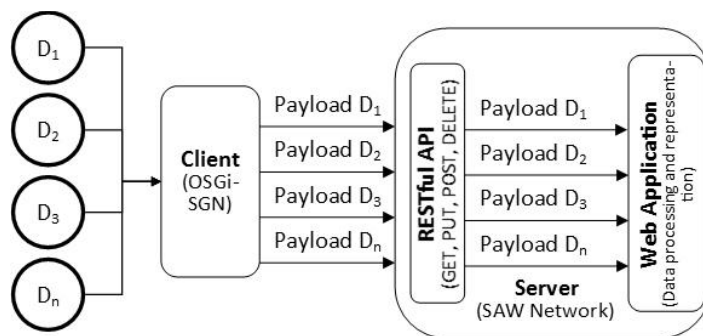 D₁
D₂
D₃
Dₙ
Client
(OSGi-
SGN)
Payload D₁
Payload D₂
Payload D₃
Payload Dₙ
RESTful API
(GET, PUT, POST, DELETE)
Payload D₁
Payload D₂
Payload D₃
Payload Dₙ
Server
(SAW Network)
Web Application
(Data processing and representa-
tion)